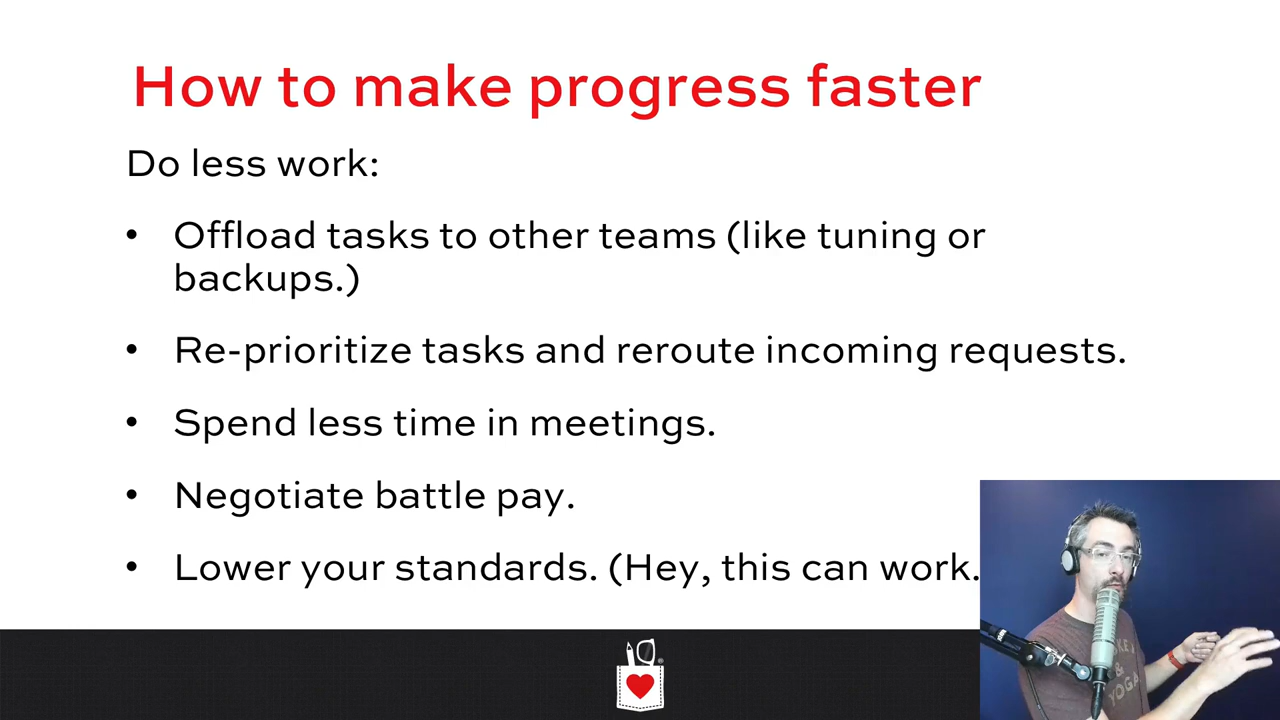 How to make progress faster
Do less work:
• Offload tasks to other teams (like tuning or
backups.)
• Re-prioritize tasks and reroute incoming requests.
• Spend less time in meetings.
• Negotiate battle pay.
• Lower your standards. (Hey, this can work.
&
YOGA